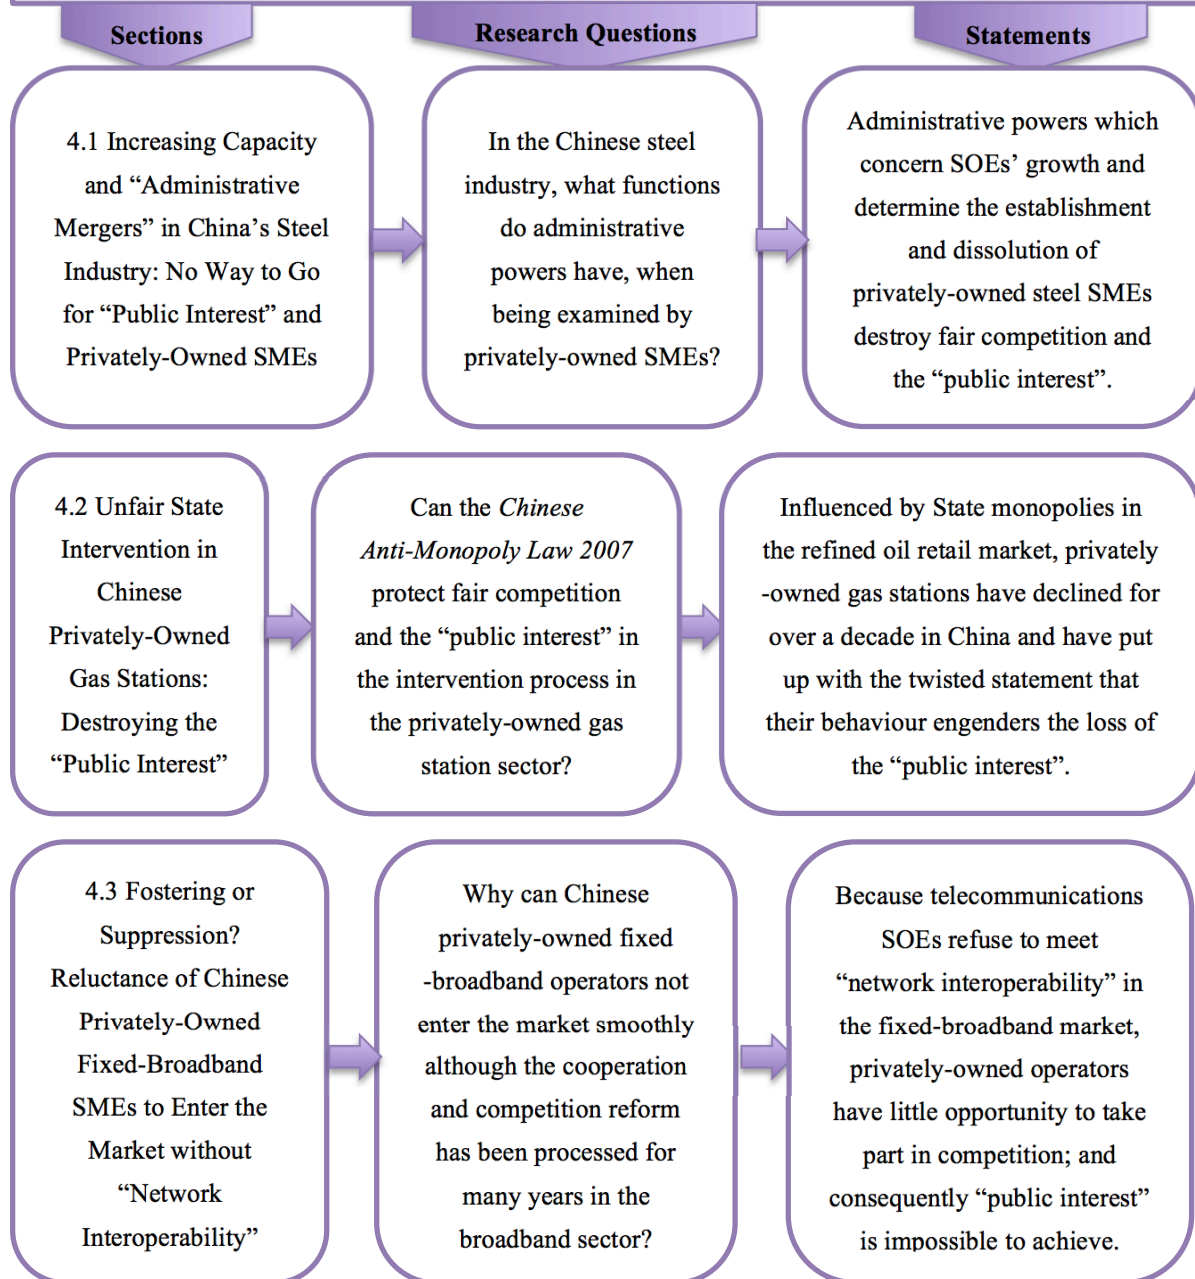 Sections
Research Questions
Statements
4.1 Increasing Capacity
and “Administrative
Mergers” in China’s Steel
Industry: No Way to Go
for “Public Interest” and
Privately-Owned SMEs
In the Chinese steel
industry, what functions
do administrative
powers have, when
being examined by
privately-owned SMEs?
Administrative powers which
concern SOEs’ growth and
determine the establishment
and dissolution of
privately-owned steel SMEs
destroy fair competition and
the “public interest”.
4.2 Unfair State
Intervention in
Chinese
Privately-Owned
Gas Stations:
Destroying the
“Public Interest”
Can the Chinese
Anti-Monopoly Law 2007
protect fair competition
and the “public interest” in
the intervention process in
the privately-owned gas
station sector?
Influenced by State monopolies in
the refined oil retail market, privately
-owned gas stations have declined for
over a decade in China and have put
up with the twisted statement that
their behaviour engenders the loss of
the “public interest”.
4.3 Fostering or
Suppression?
Reluctance of Chinese
Privately-Owned
Fixed-Broadband
SMEs to Enter the
Market without
“Network
Interoperability”
Why can Chinese
privately-owned fixed
-broadband operators not
enter the market smoothly
although the cooperation
and competition reform
has been processed for
many years in the
broadband sector?
Because telecommunications
SOEs refuse to meet
“network interoperability” in
the fixed-broadband market,
privately-owned operators
have little opportunity to take
part in competition; and
consequently “public interest”
is impossible to achieve.